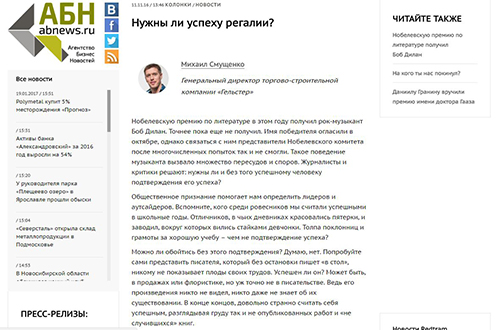 АБН
abnews.ru
Агентство
Бизнес
Новостей
Все новости
19.01.2017 / 15:51
Polymetal купит 5%
месторождения «Прогноз»
/ 15:31
Активы банка
«Александровский» за 2016
год выросли на 54%
/ 15:20
У руководителя парка
«Плещеево озеро» в
Ярославле прошли обыски
/ 15:04
«Северсталь» открыла склад
металлопродукции в
Подмосковье
/ 14:53
В Новосибирской области
ПРЕСС-РЕЛИЗЫ:
11.11.16 / 13:46 КОЛОНКИ / НОВОСТИ
Нужны ли успеху регалии?
Михаил Смущенко
Генеральный директор торгово-строительной
компании «Гельстер»
Нобелевскую премию по литературе в этом году получил рок-музыкант
Боб Дилан. Точнее пока еще не получил. Имя победителя огласили в
октябре, однако связаться с ним представители Нобелевского комитета
после многочисленных попыток так и не смогли. Такое поведение
музыканта вызвало множество пересудов и споров. Журналисты и
критики решают: нужны ли и без того успешному человеку
подтверждения его успеха?
Общественное признание помогает нам определить лидеров и
аутсайдеров. Вспомните, кого среди ровесников мы считали успешными
в школьные годы. Отличников, в чьих дневниках красовались пятерки, и
заводил, вокруг которых вились стайки девчонки. Толпа поклонниц и
грамоты за хорошую учебу – чем не подтверждение успеха?
Можно ли обойтись без этого подтверждения? Думаю, нет. Попробуйте
сами представить писателя, который без остановки пишет «в стол»,
никому не показывает плоды своих трудов. Успешен ли он? Может быть,
в продажах или флористике, но уж точно не в писательстве. Ведь его
произведения никто не видел, никто даже не знает об их
существовании. В конце концов, довольно странно считать себя
успешным, разглядывая груду так и не опубликованных работ и «не
случившихся» книг.
ЧИТАЙТЕ ТАКЖЕ
Нобелевскую премию по
литературе получил
Боб Дилан
На кого ты нас покинул?
Даниилу Гранину вручили
премию имени доктора Гааза
Новости Redtram